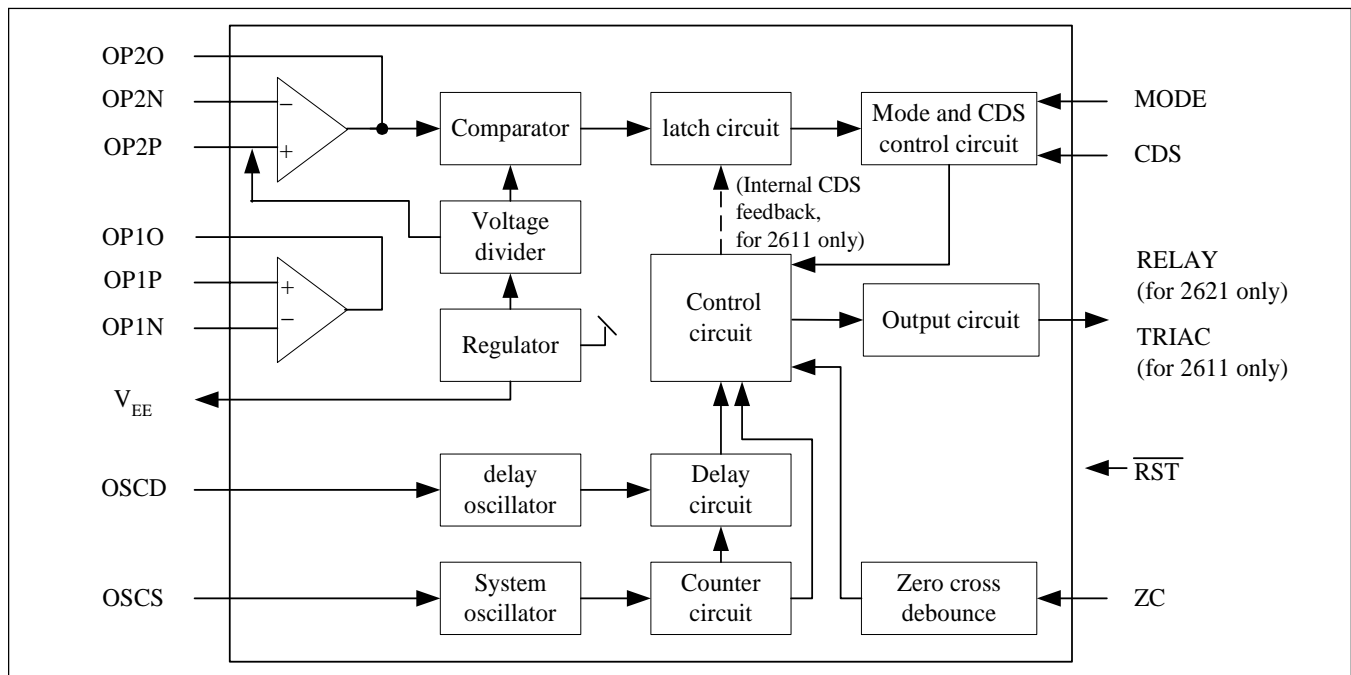 OP2O
OP2N
OP2P
OP1O
OP1P
OP1N
V_EE
OSCD
OSCS
−
+
+
−
Comparator
Voltage
divider
Regulator
delay
oscillator
System
oscillator
latch circuit
(Internal CDS
feedback,
for 2611 only)
Control
circuit
Delay
circuit
Counter
circuit
Mode and CDS
control circuit
Output circuit
Zero cross
debounce
MODE
CDS
RELAY
(for 2621 only)
TRIAC
(for 2611 only)
R̅S̅T̅
ZC